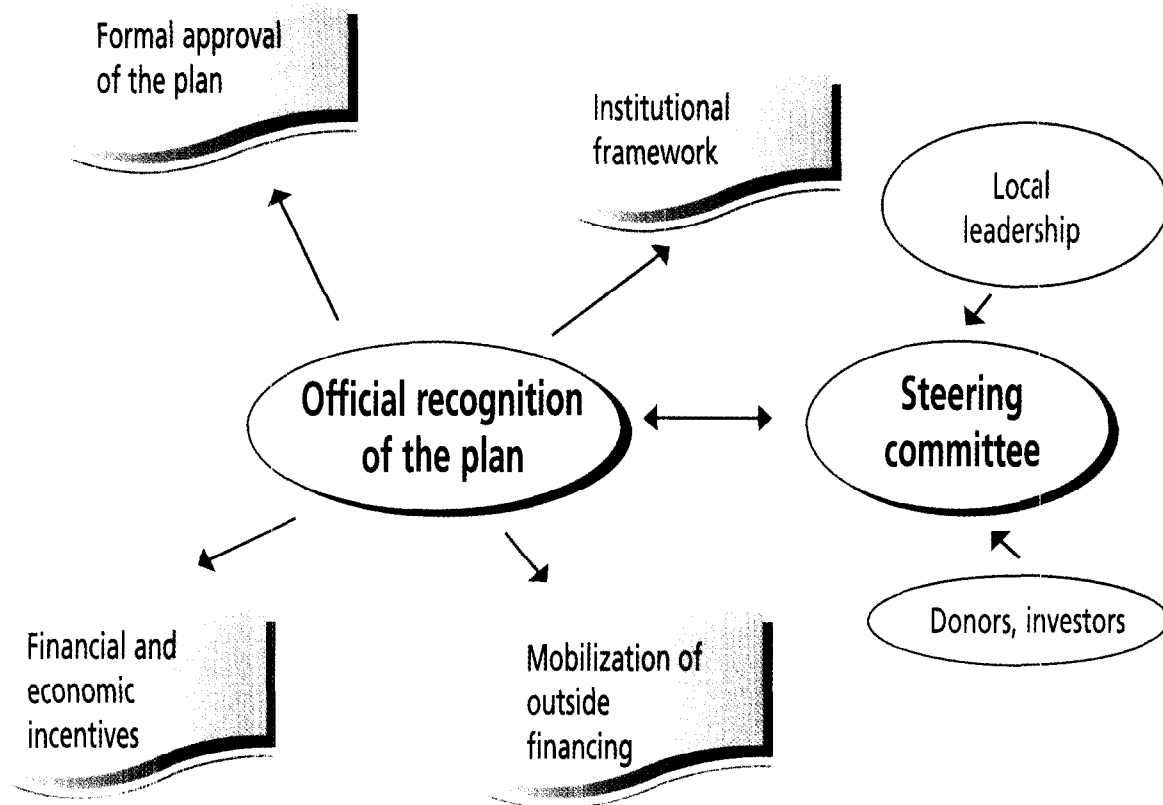 Formal approval
of the plan
Institutional
framework
Local
leadership
Official recognition
of the plan
Steering
committee
Donors, investors
Financial and
economic
incentives
Mobilization of
outside
financing